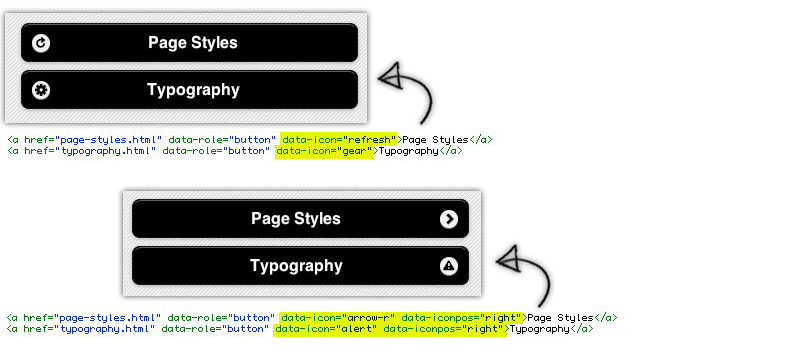 Page Styles
Typography
<a href="page-styles.html" data-role="button" data-icon="refresh">Page Styles</a>
<a href="typography.html" data-role="button" data-icon="gear">Typography</a>
Page Styles
Typography
<a href="page-styles.html" data-role="button" data-icon="arrow-r" data-iconpos="right">Page Styles</a>
<a href="typography.html" data-role="button" data-icon="alert" data-iconpos="right">Typography</a>